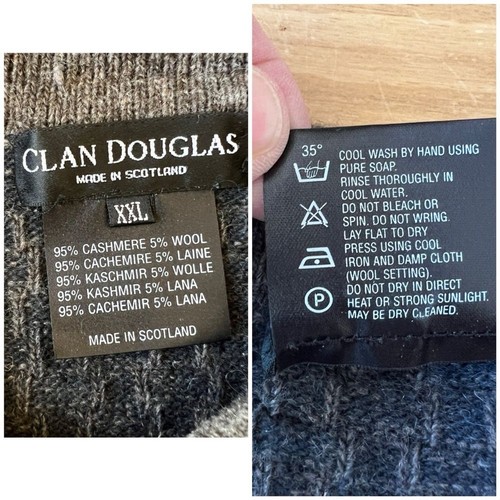 CLAN DOUGLAS
MADE IN SCOTLAND
XXL
95% CASHMERE 5% WOOL
95% CACHEMIRE 5% LAINE
95% KASCHMIR 5% WOLLE
95% KASHMIR 5% LANA
95% CACHEMIR 5% LANA
MADE IN SCOTLAND
35°
COOL WASH BY HAND USING
PURE SOAP.
RINSE THOROUGHLY IN
COOL WATER.
DO NOT BLEACH OR
SPIN. DO NOT WRING.
LAY FLAT TO DRY
PRESS USING COOL
IRON AND DAMP CLOTH
(WOOL SETTING).
DO NOT DRY IN DIRECT
HEAT OR STRONG SUNLIGHT.
P MAY BE DRY CLEANED.